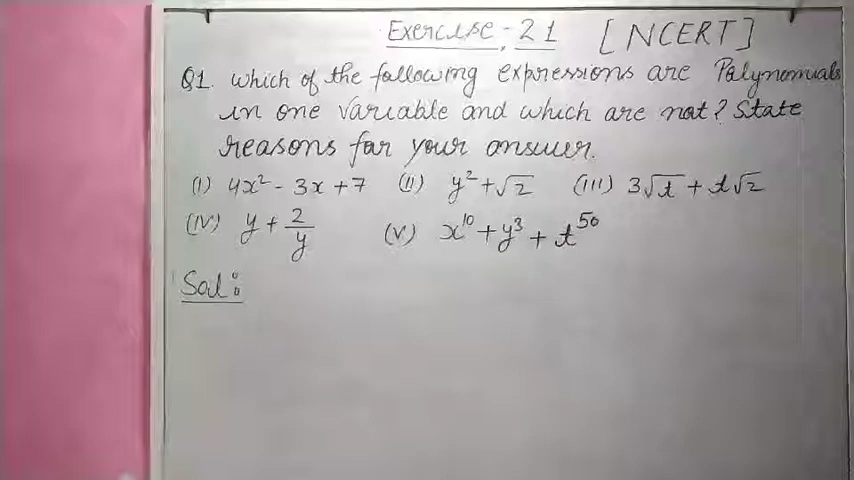 Exercise - 2 1 [NCERT]
Q1. which of the following expressions are Polynomials
in one variable and which are not? State
reasons for your answer.
(I) 4x² - 3x + 7 (II) y² + √2 (III) 3√t + t√2
(IV) y + 2/y (V) x¹⁰ + y³ + t⁵⁰
Sol: